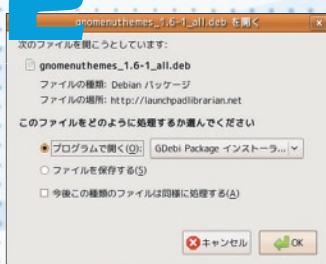 gnomenuthemes_1.6-1_all.deb を開く
次のファイルを開こうとしています:
gnomenuthemes_1.6-1_all.deb
ファイルの種類: Debian パッケージ
ファイルの場所: http://launchpadlibrarian.net
このファイルをどのように処理するか選んでください
プログラムで開く(O): GDebi Package インストーラ...
ファイルを保存する(S)
今後この種類のファイルは同様に処理する(A)
キャンセル OK